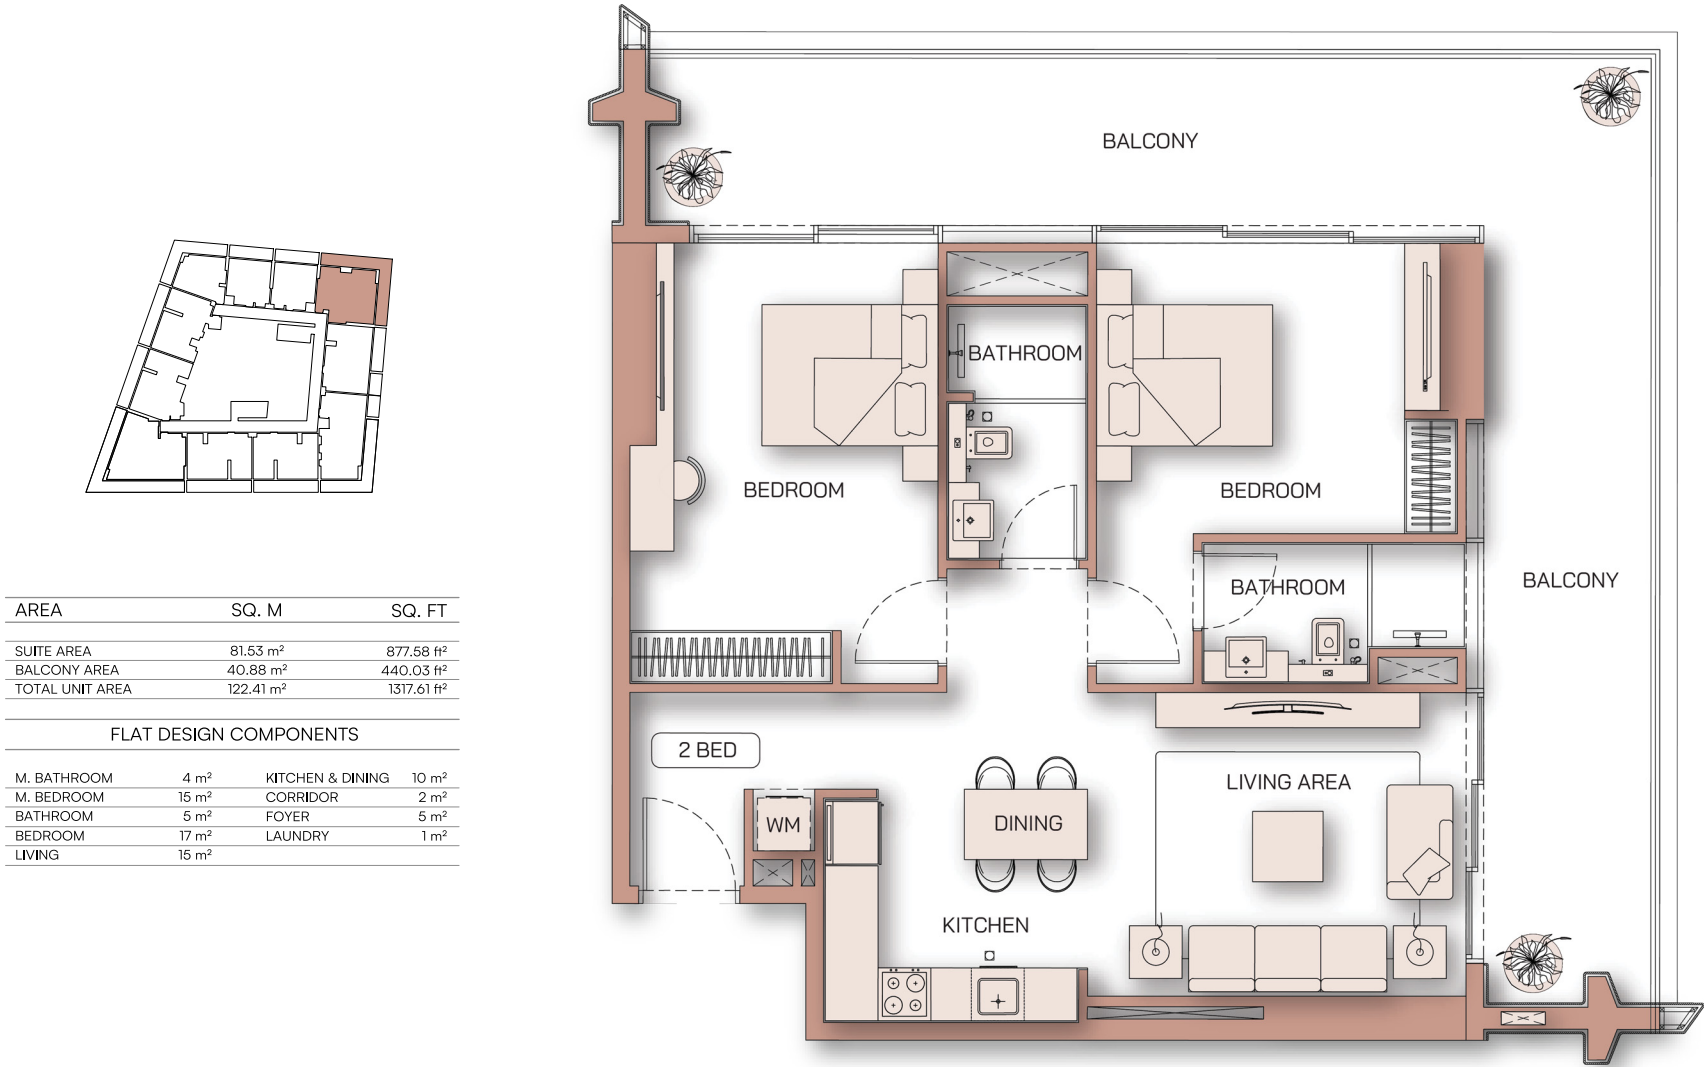 AREA SQ. M SQ. FT
SUITE AREA 81.53 m² 877.58 ft²
BALCONY AREA 40.88 m² 440.03 ft²
TOTAL UNIT AREA 122.41 m² 1317.61 ft²
FLAT DESIGN COMPONENTS
M. BATHROOM 4 m² KITCHEN & DINING 10 m²
M. BEDROOM 15 m² CORRIDOR 2 m²
BATHROOM 5 m² FOYER 5 m²
BEDROOM 17 m² LAUNDRY 1 m²
LIVING 15 m²
BALCONY
BATHROOM
BEDROOM
BEDROOM
BATHROOM
BALCONY
2 BED
LIVING AREA
WM
DINING
KITCHEN